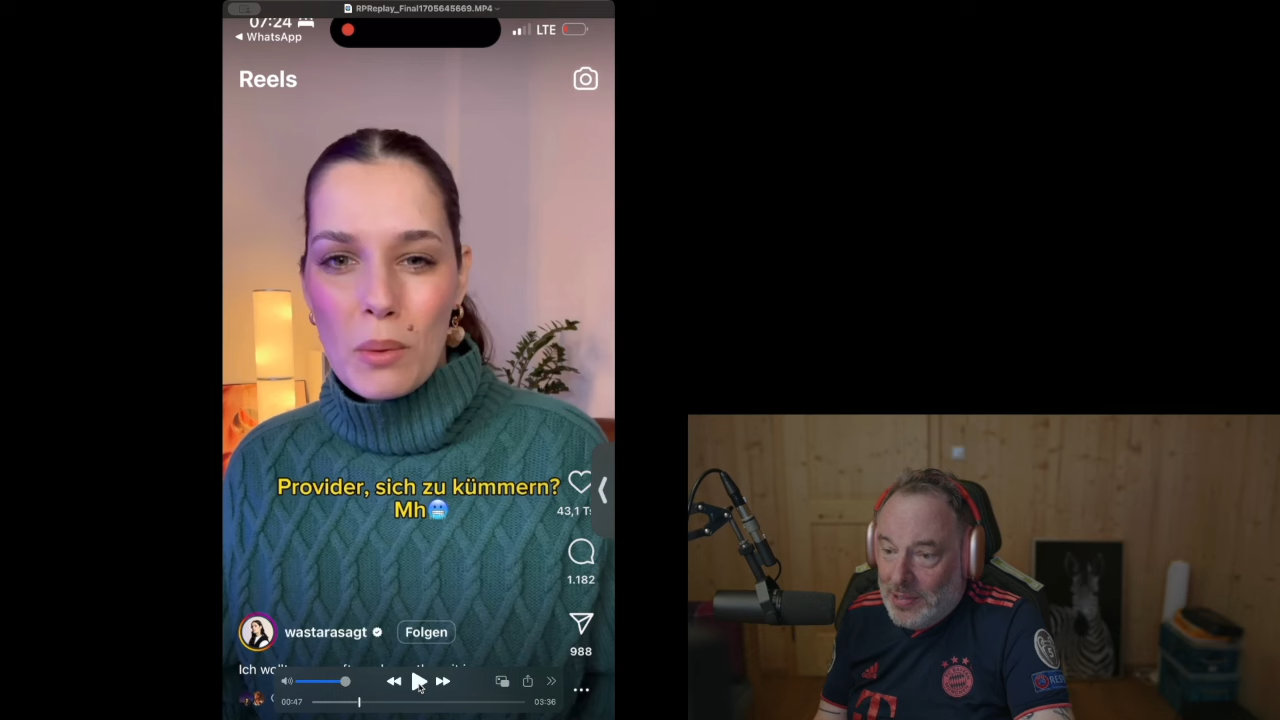 RPReplay_Final1705645669.MP4
07:24
WhatsApp
LTE
Reels
Provider, sich zu kümmern?
Mh🥶
43,1
1.182
988
wastarasagt
Folgen
Ich
00:47
03:36
T